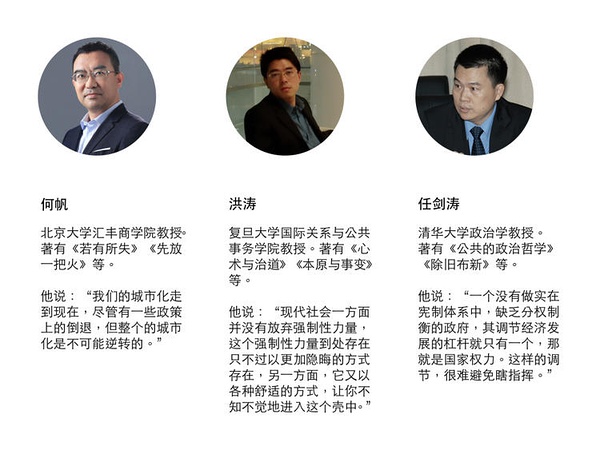 何帆
北京大学汇丰商学院教授。
著有《若有所失》《先放
一把火》等。
他说：“我们的城市化走
到现在，尽管有一些政策
上的倒退，但整个的城市
化是不可能逆转的。”
洪涛
复旦大学国际关系与公共
事务学院教授。著有《心
术与治道》《本原与事变》
等。
他说：“现代社会一方面
并没有放弃强制性力量，
这个强制性力量到处存在
只不过以更加隐晦的方式
存在，另一方面，它又以
各种舒适的方式，让你不
知不觉地进入这个壳中。”
任剑涛
清华大学政治学教授。
著有《公共的政治哲学》
《除旧布新》等。
他说：“一个没有做实在
宪制体系中，缺乏分权制
衡的政府，其调节经济发
展的杠杆就只有一个，那
就是国家权力。这样的调
节，很难避免瞎指挥。”